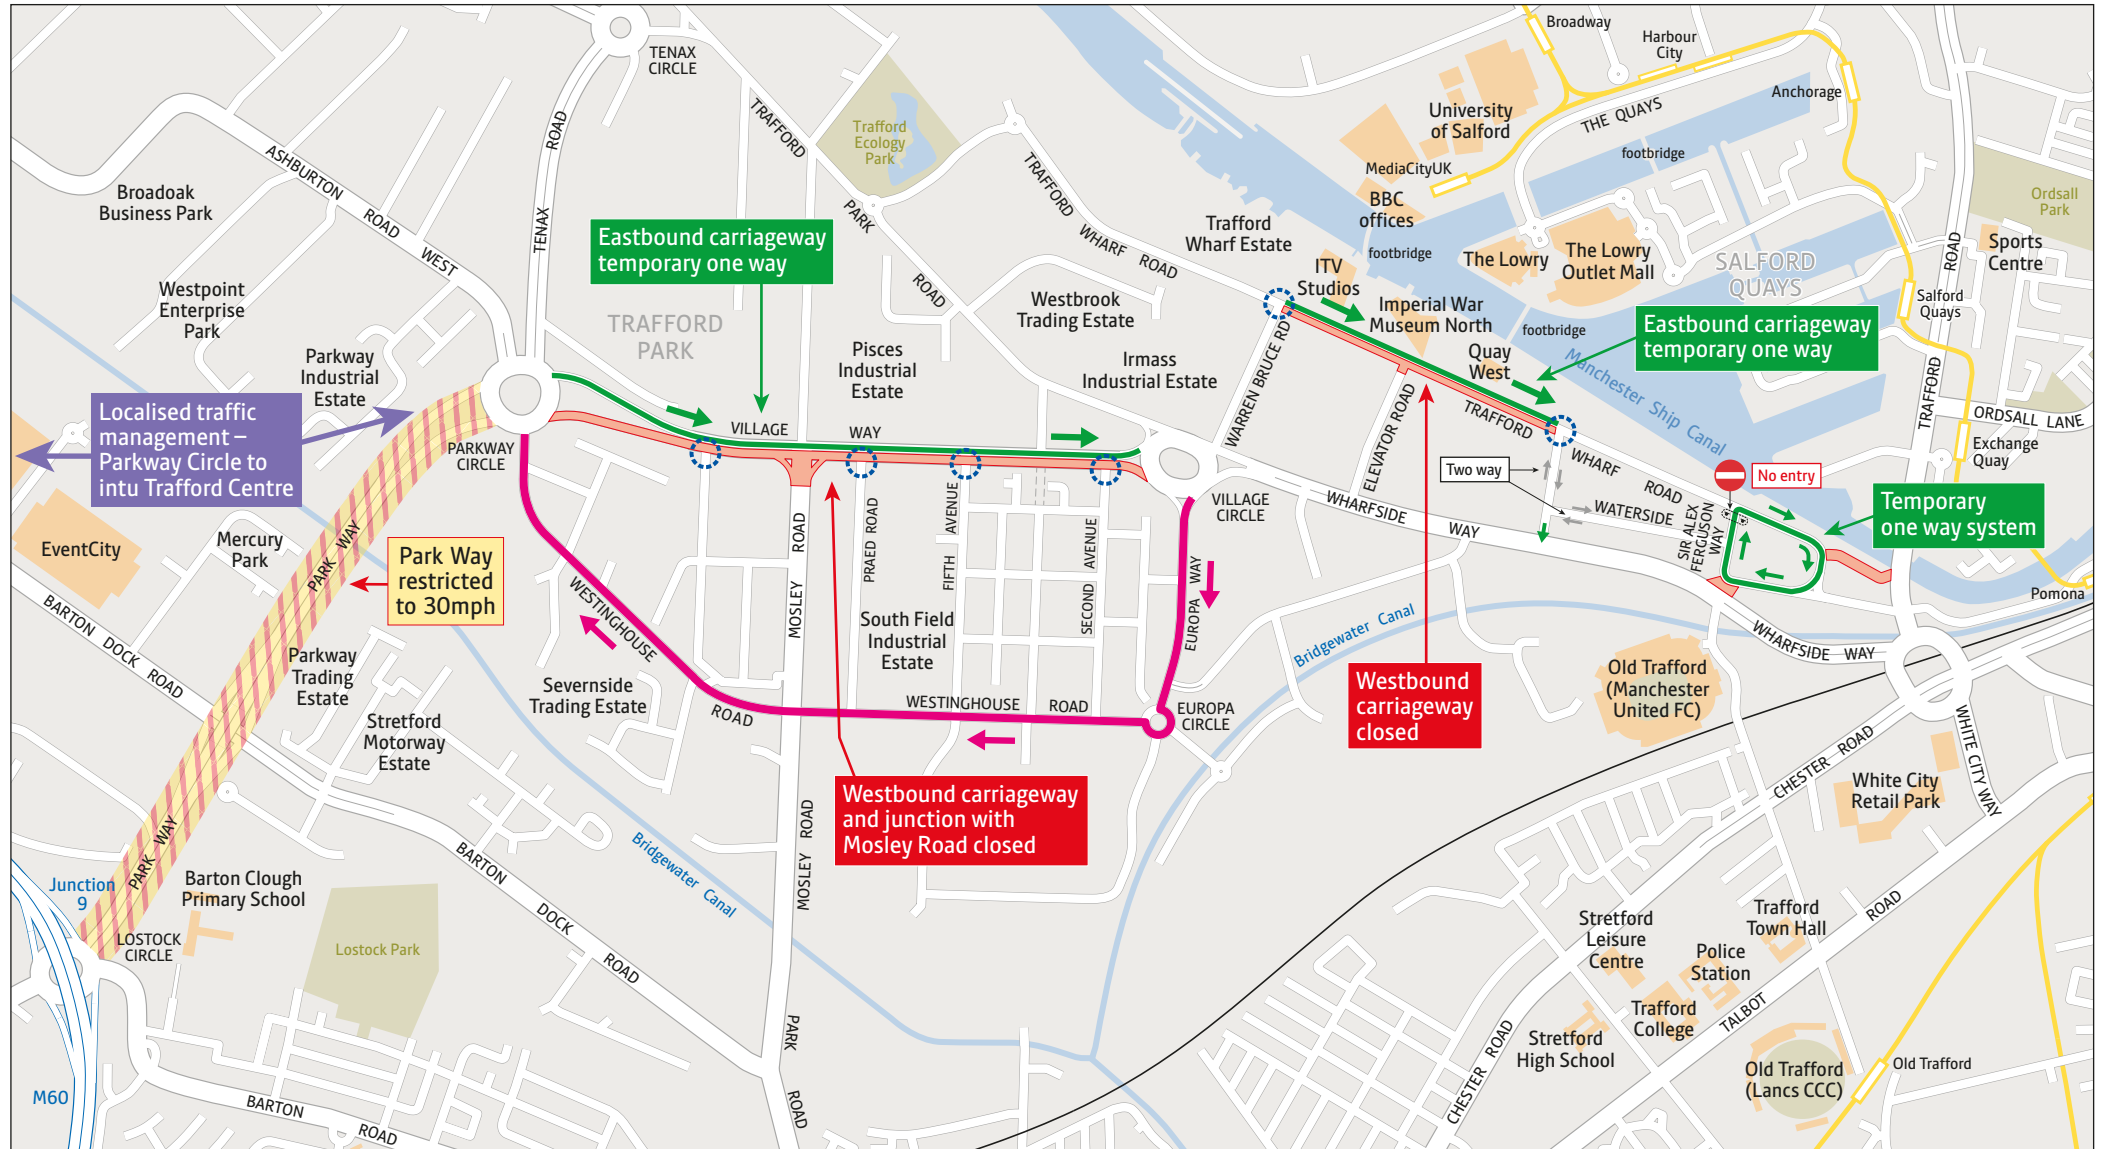 TENAX
CIRCLE
Broadway
Harbour
City
Anchorage
THE QUAYS
University
of Salford
footbridge
MediaCityUK
BBC
offices
footbridge
The Lowry
The Lowry
Outlet Mall
SALFORD
QUAYS
Ordsall
Park
Sports
Centre
Salford
Quays
TRAFFORD
ROAD
ORDSALL LANE
Exchange
Quay
Pomona
Trafford
Ecology
Park
TRAFFORD
PARK
ROAD
TRAFFORD
WHARF
ROAD
ASHBURTON
ROAD
WEST
TENAX
ROAD
Broadoak
Business Park
Westpoint
Enterprise
Park
Parkway
Industrial
Estate
Eastbound carriageway
temporary one way
TRAFFORD
PARK
Pisces
Industrial
Estate
Westbrook
Trading Estate
Irmass
Industrial Estate
Trafford
Wharf Estate
ITV
Studios
Imperial War
Museum North
footbridge
Quay
West
Eastbound carriageway
temporary one way
Manchester Ship Canal
WARREN BRUCE RD
ELEVATOR ROAD
TRAFFORD
WHARF
ROAD
Two way
WATERSIDE
SIR ALEX
FERGUSON
WAY
No entry
Temporary
one way system
Localised traffic
management –
Parkway Circle to
intu Trafford Centre
PARKWAY
CIRCLE
VILLAGE
WAY
VILLAGE
CIRCLE
WHARFSIDE
WAY
EventCity
Mercury
Park
PARK WAY
Park Way
restricted
to 30mph
BARTON
DOCK
ROAD
Parkway
Trading
Estate
Stretford
Motorway
Estate
WESTINGHOUSE
ROAD
Severnside
Trading Estate
MOSLEY
ROAD
PRAED ROAD
FIFTH
AVENUE
SECOND
AVENUE
South Field
Industrial
Estate
WESTINGHOUSE
ROAD
EUROPA
WAY
EUROPA
CIRCLE
Bridgewater Canal
Westbound
carriageway
closed
Old Trafford
(Manchester
United FC)
WHARFSIDE WAY
CHESTER ROAD
WHITE CITY WAY
White City
Retail Park
Westbound carriageway
and junction with
Mosley Road closed
MOSLEY
ROAD
PARK WAY
Junction
9
LOSTOCK
CIRCLE
Barton Clough
Primary School
Lostock Park
Bridgewater Canal
BARTON
DOCK
ROAD
PARK
ROAD
M60
BARTON
ROAD
Stretford
Leisure
Centre
Trafford
Town Hall
Police
Station
Trafford
College
Stretford
High School
TALBOT
ROAD
CHESTER ROAD
Old Trafford
(Lancs CCC)
Old Trafford